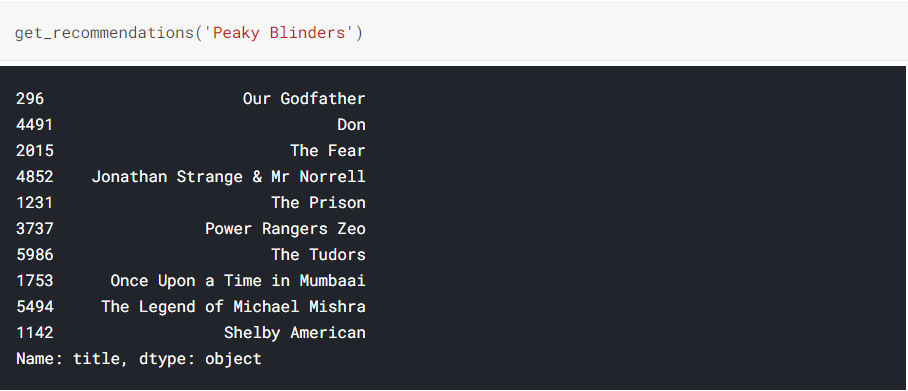 get_recommendations('Peaky Blinders')
296 Our Godfather
4491 Don
2015 The Fear
4852 Jonathan Strange & Mr Norrell
1231 The Prison
3737 Power Rangers Zeo
5986 The Tudors
1753 Once Upon a Time in Mumbaai
5494 The Legend of Michael Mishra
1142 Shelby American
Name: title, dtype: object